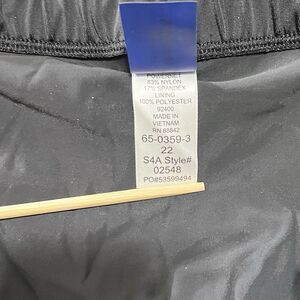 83% NYLON
17% SPANDEX
LINING
100% POLYESTER
92400
MADE IN
VIETNAM
RN 88842
65-0359-3
22
S4A Style#
02548
PO#53599494